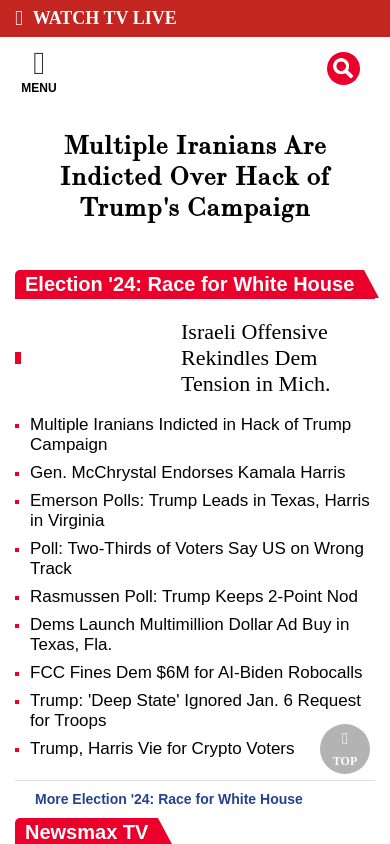 WATCH TV LIVE
MENU
Multiple Iranians Are
Indicted Over Hack of
Trump's Campaign
Election '24: Race for White House
Israeli Offensive
Rekindles Dem
Tension in Mich.
Multiple Iranians Indicted in Hack of Trump
Campaign
Gen. McChrystal Endorses Kamala Harris
Emerson Polls: Trump Leads in Texas, Harris
in Virginia
Poll: Two-Thirds of Voters Say US on Wrong
Track
Rasmussen Poll: Trump Keeps 2-Point Nod
Dems Launch Multimillion Dollar Ad Buy in
Texas, Fla.
FCC Fines Dem $6M for AI-Biden Robocalls
Trump: 'Deep State' Ignored Jan. 6 Request
for Troops
Trump, Harris Vie for Crypto Voters
TOP
More Election '24: Race for White House
Newsmax TV